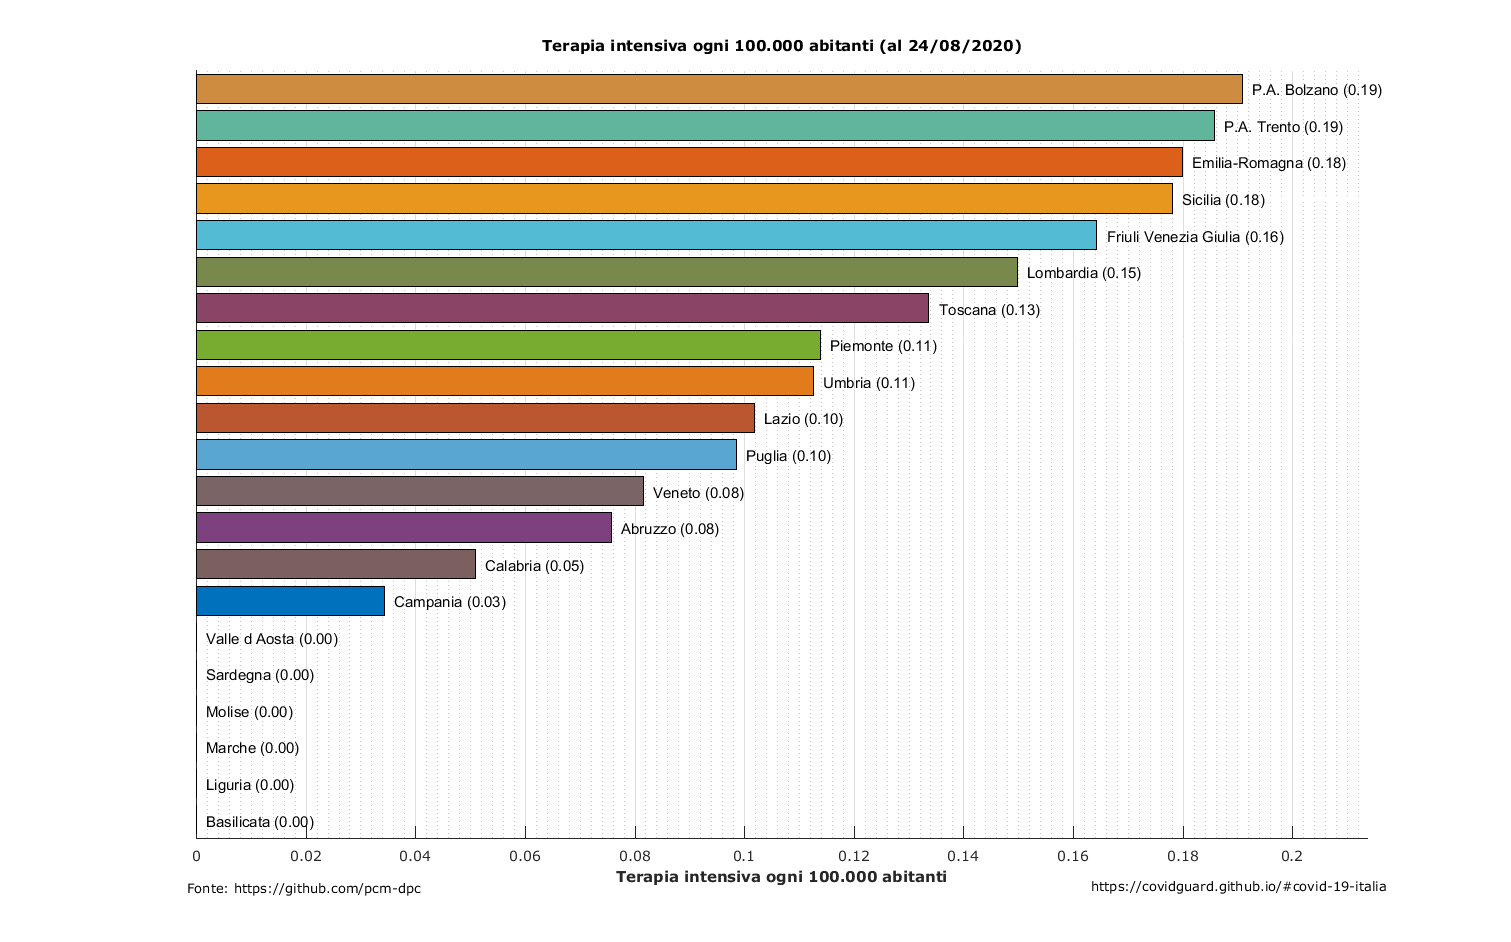 Terapia intensiva ogni 100.000 abitanti (al 24/08/2020)
P.A. Bolzano (0.19)
P.A. Trento (0.19)
Emilia-Romagna (0.18)
Sicilia (0.18)
Friuli Venezia Giulia (0.16)
Lombardia (0.15)
Toscana (0.13)
Piemonte (0.11)
Umbria (0.11)
Lazio (0.10)
Puglia (0.10)
Veneto (0.08)
Abruzzo (0.08)
Calabria (0.05)
Campania (0.03)
Valle d Aosta (0.00)
Sardegna (0.00)
Molise (0.00)
Marche (0.00)
Liguria (0.00)
Basilicata (0.00)
0 0.02 0.04 0.06 0.08 0.1 0.12 0.14 0.16 0.18 0.2
Terapia intensiva ogni 100.000 abitanti
Fonte: https://github.com/pcm-dpc
https://covidguard.github.io/#covid-19-italia